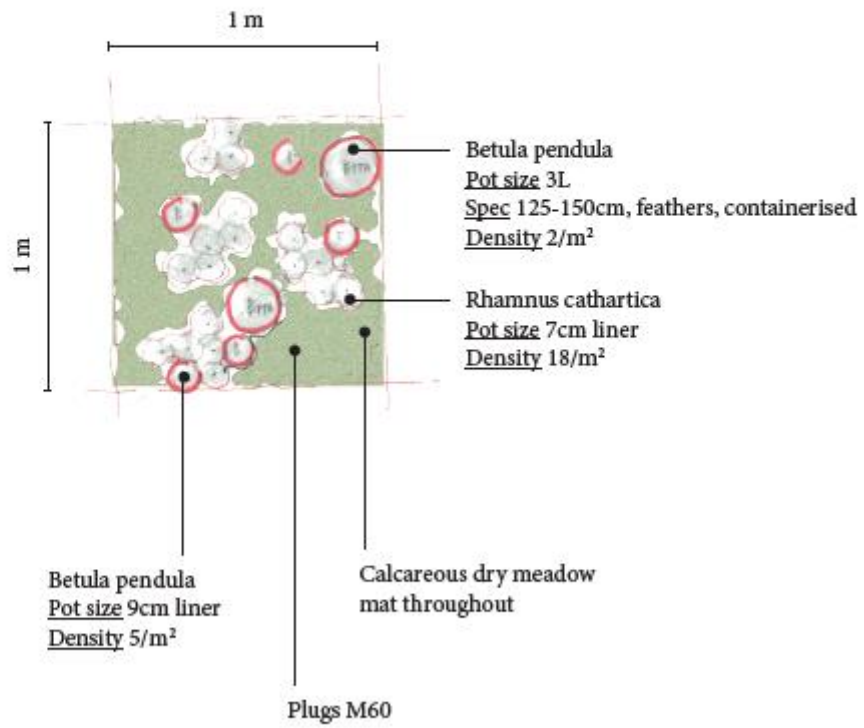 1 m
1 m
Betula pendula
Pot size 3L
Spec 125-150cm, feathers, containerised
Density 2/m²
Rhamnus cathartica
Pot size 7cm liner
Density 18/m²
Betula pendula
Pot size 9cm liner
Density 5/m²
Calcareous dry meadow
mat throughout
Plugs M60